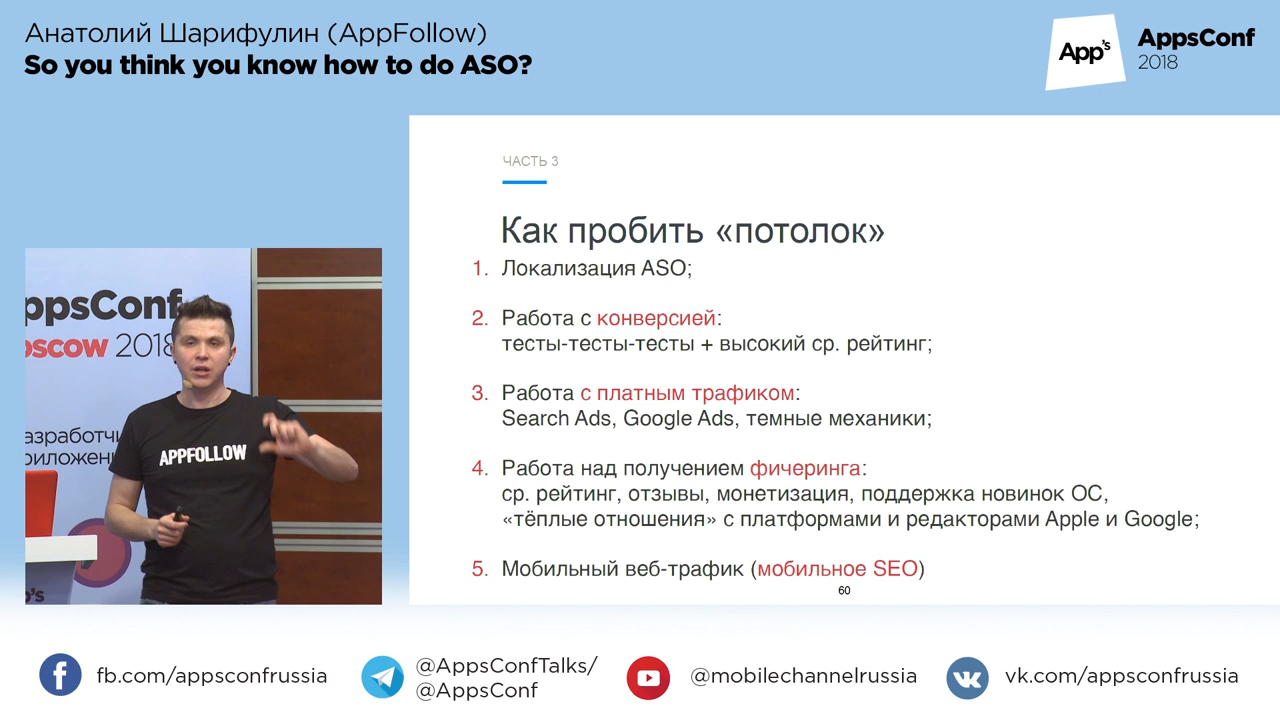 Анатолий Шарифулин (AppFollow)
So you think you know how to do ASO?
App's
AppsConf
2018
ЧАСТЬ 3
Как пробить «потолок»
1. Локализация ASO;
2. Работа с конверсией:
тесты-тесты-тесты + высокий ср. рейтинг;
3. Работа с платным трафиком:
Search Ads, Google Ads, темные механики;
4. Работа над получением фичеринга:
ср. рейтинг, отзывы, монетизация, поддержка новинок ОС,
«тёплые отношения» с платформами и редакторами Apple и Google;
5. Мобильный веб-трафик (мобильное SEO)
60
ppsConf
oscow 2018
азработчи
риложен
APPFOLLOW
p's
fb.com/appsconfrussia
@AppsConfTalks/
@AppsConf
@mobilechannelrussia
vk.com/appsconfrussia